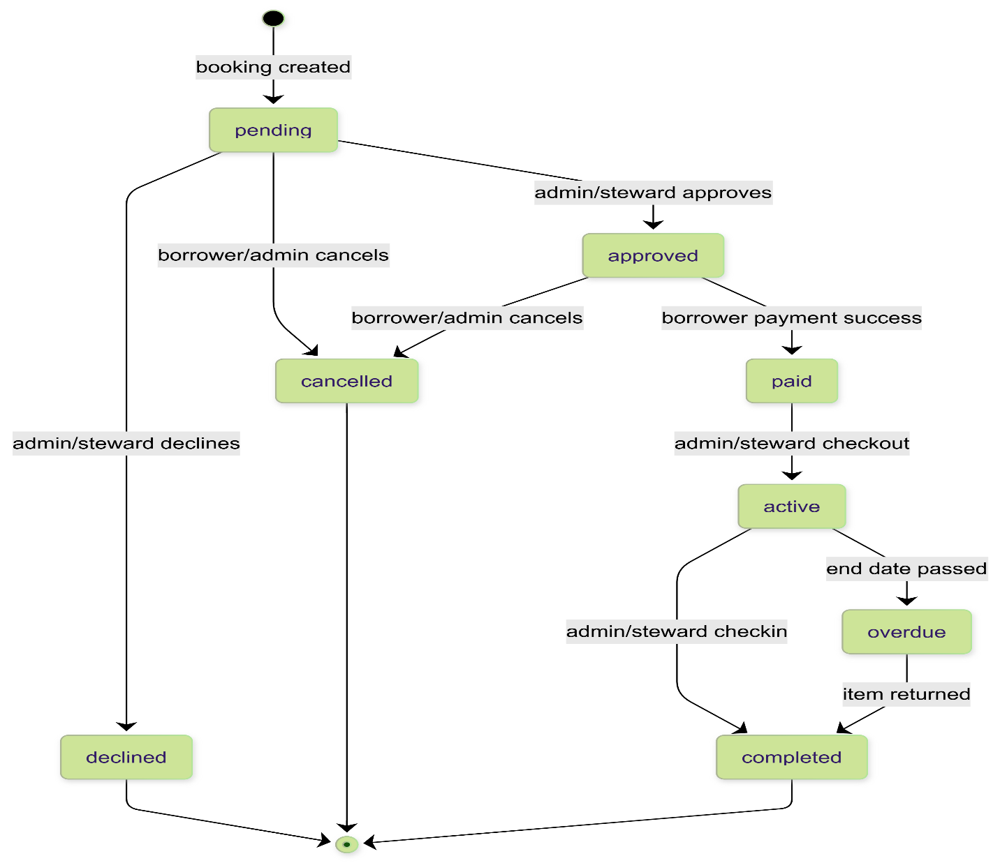 booking created
pending
admin/steward approves
borrower/admin cancels
approved
borrower/admin cancels
borrower payment success
cancelled
paid
admin/steward declines
admin/steward checkout
active
end date passed
admin/steward checkin
overdue
item returned
declined
completed